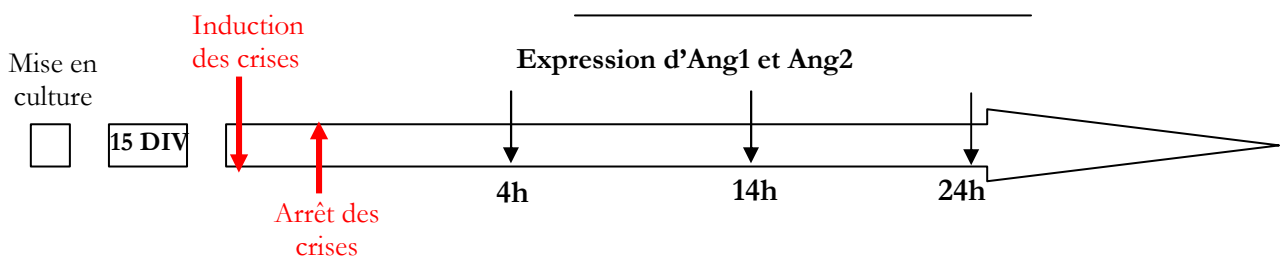 Induction
des crises
Mise en
culture
Expression d'Ang1 et Ang2
15 DIV
4h
14h
24h
Arrêt des
crises